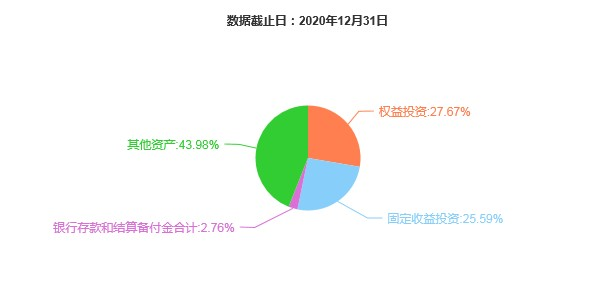 数据截止日：2020年12月31日
权益投资:27.67%
其他资产:43.98%
固定收益投资:25.59%
银行存款和结算备付金合计:2.76%